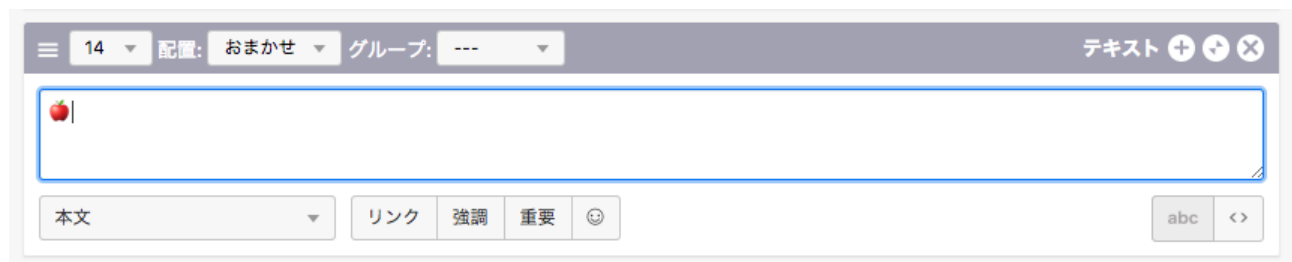 14 配置: おまかせ グループ: --- テキスト
🍎
本文 リンク 強調 重要 abc <>